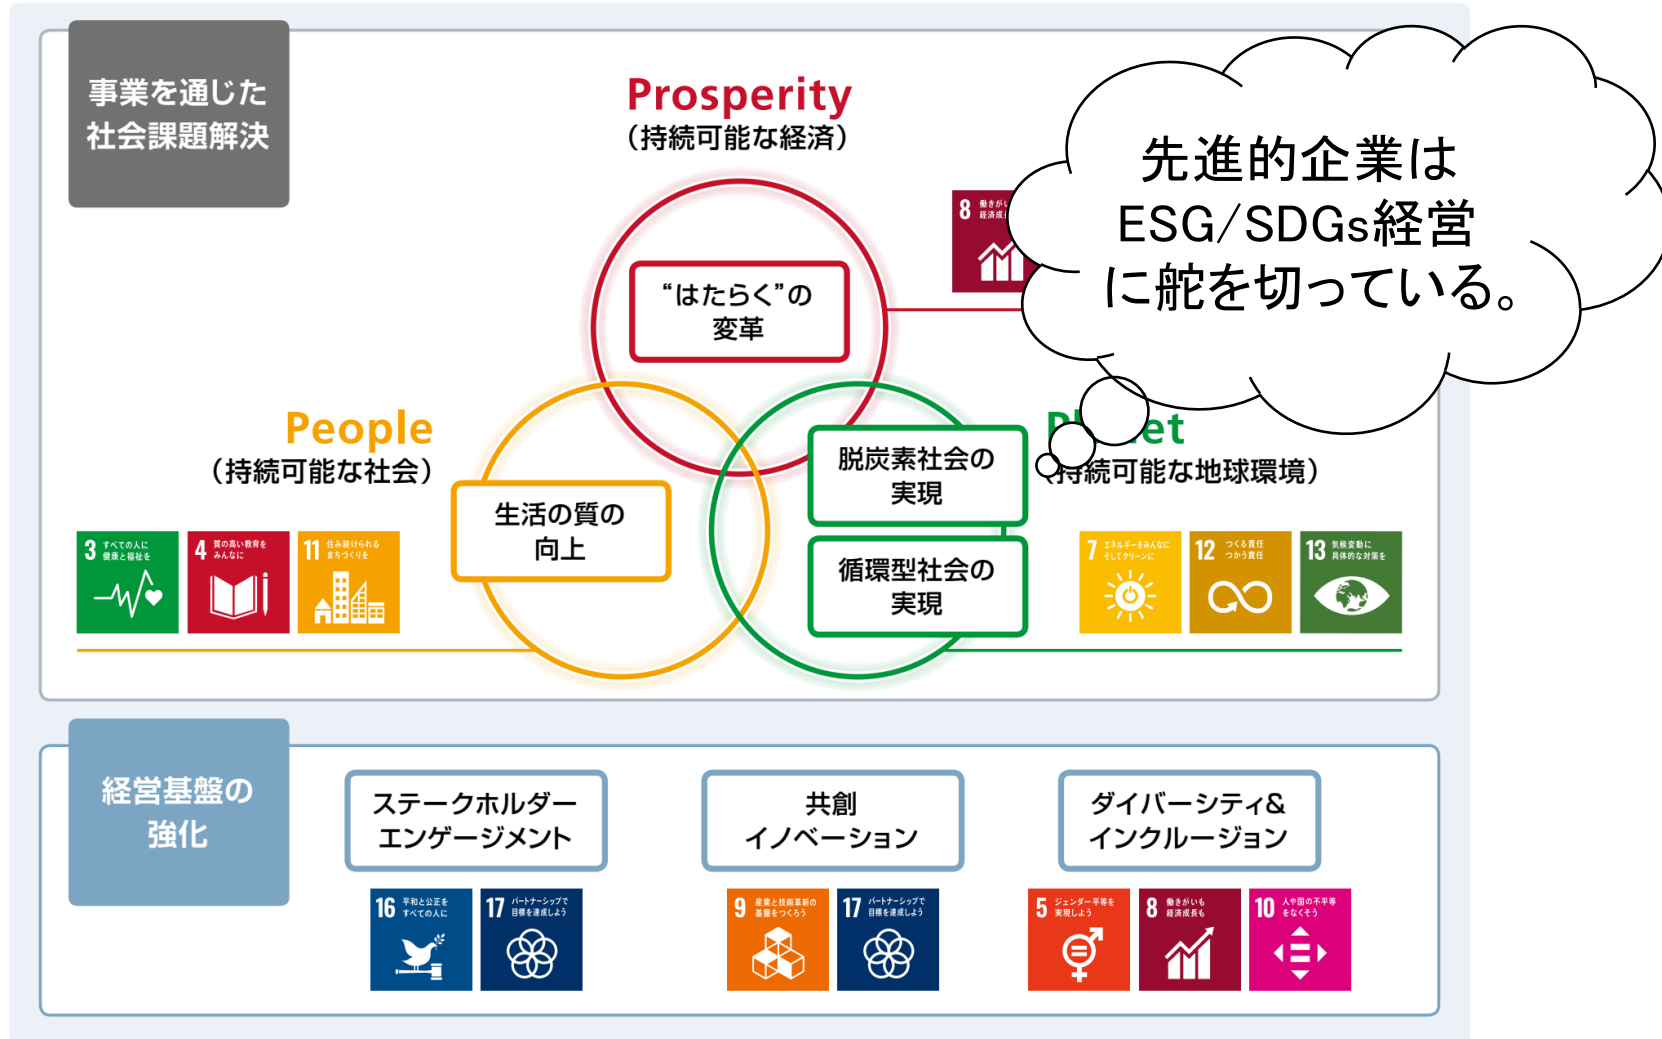 事業を通じた
社会課題解決
Prosperity
（持続可能な経済）
“はたらく”の
変革
8 働きがい
経済成長
先進的企業は
ESG/SDGs経営
に舵を切っている。
People
（持続可能な社会）
生活の質の
向上
3 すべての人に
健康と福祉を
4 質の高い教育を
みんなに
11 住み続けられる
まちづくりを
脱炭素社会の
実現
循環型社会の
実現
（持続可能な地球環境）
7 エネルギーをみんなに
そしてクリーンに
12 つくる責任
つかう責任
13 気候変動に
具体的な対策を
経営基盤の
強化
ステークホルダー
エンゲージメント
16 平和と公正を
すべての人に
17 パートナーシップで
目標を達成しよう
共創
イノベーション
9 産業と技術革新の
基盤をつくろう
17 パートナーシップで
目標を達成しよう
ダイバーシティ&
インクルージョン
5 ジェンダー平等を
実現しよう
8 働きがいも
経済成長も
10 人や国の不平等
をなくそう